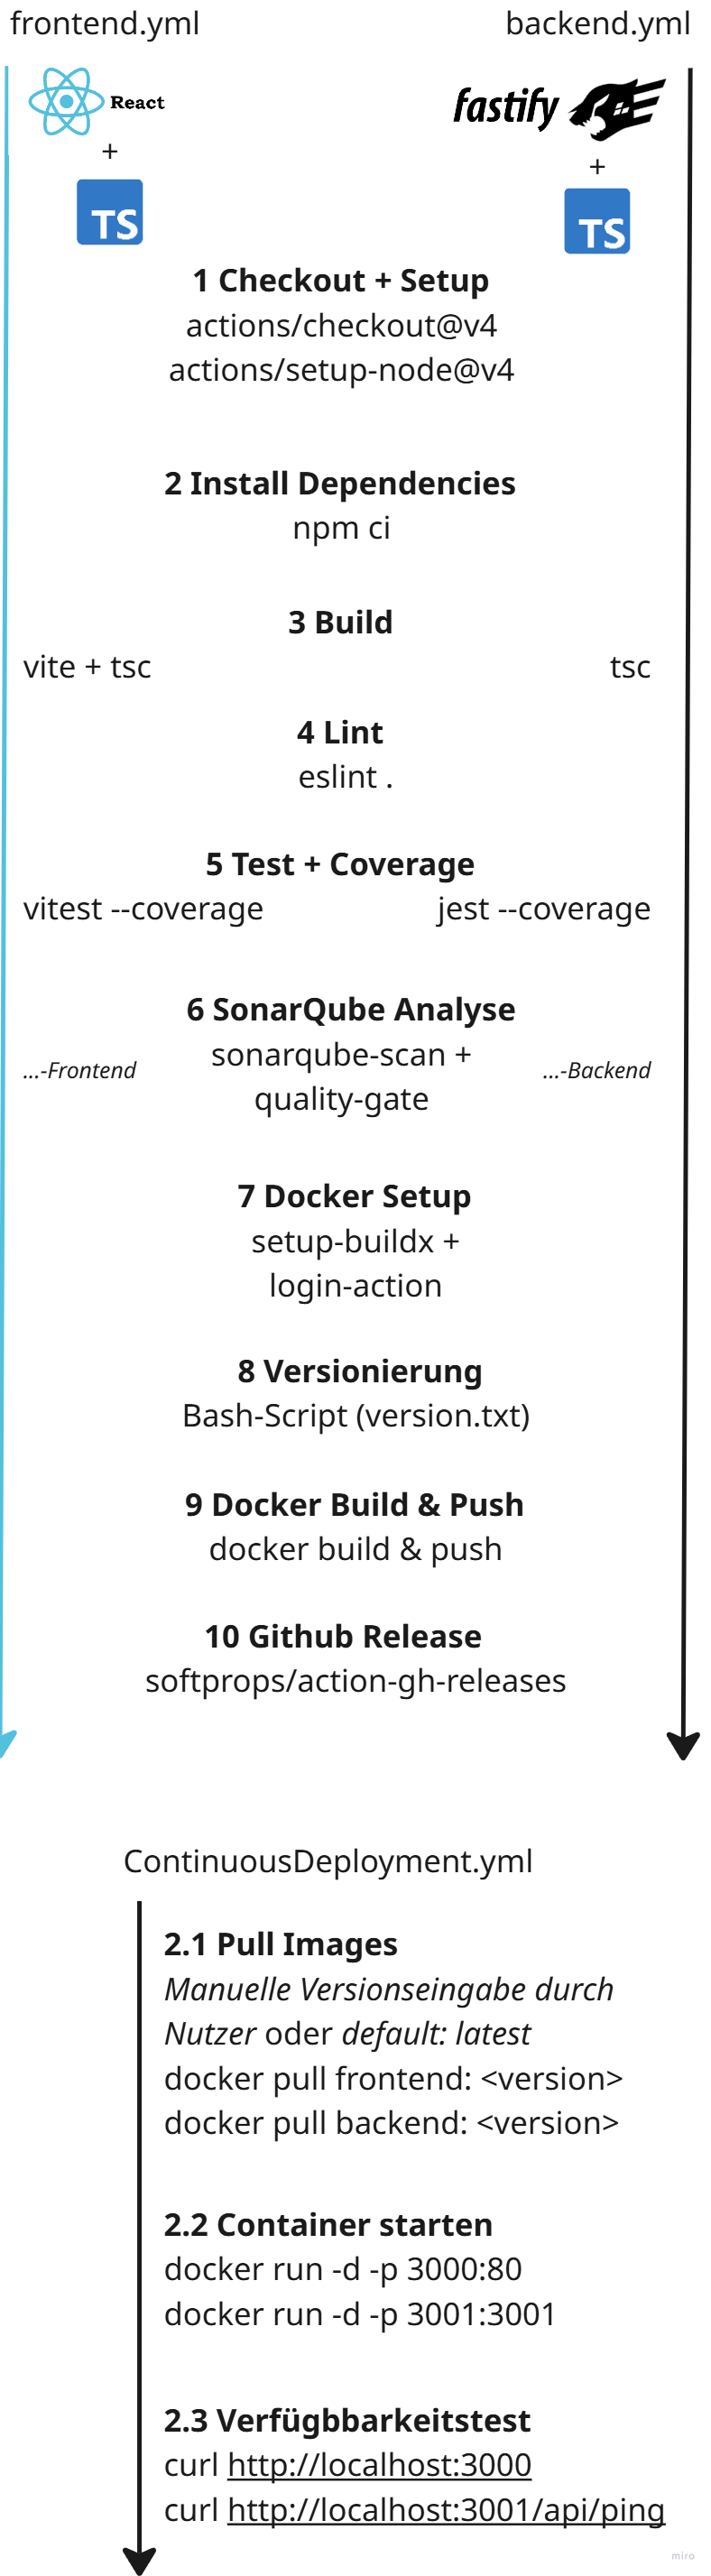 frontend.yml
backend.yml
React
fastify
+
+
TS
TS
1 Checkout + Setup
actions/checkout@v4
actions/setup-node@v4
2 Install Dependencies
npm ci
3 Build
vite + tsc
tsc
4 Lint
eslint .
5 Test + Coverage
vitest --coverage
jest --coverage
6 SonarQube Analyse
sonarqube-scan +
...-Frontend
...-Backend
quality-gate
7 Docker Setup
setup-buildx +
login-action
8 Versionierung
Bash-Script (version.txt)
9 Docker Build & Push
docker build & push
10 Github Release
softprops/action-gh-releases
ContinuousDeployment.yml
2.1 Pull Images
Manuelle Versionseingabe durch
Nutzer oder default: latest
docker pull frontend: <version>
docker pull backend: <version>
2.2 Container starten
docker run -d -p 3000:80
docker run -d -p 3001:3001
2.3 Verfügbbarkeitstest
curl http://localhost:3000
curl http://localhost:3001/api/ping
miro